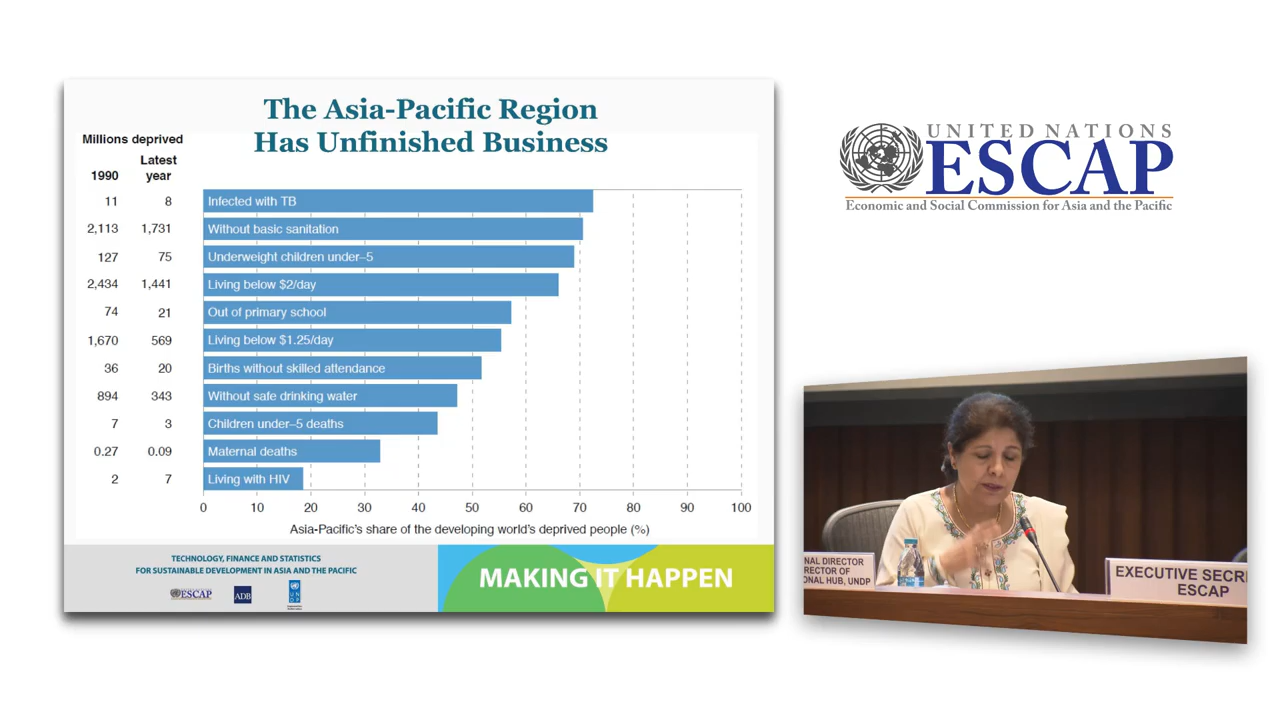 The Asia-Pacific Region
Has Unfinished Business
Millions deprived
1990 Latest year
11 8 Infected with TB
2,113 1,731 Without basic sanitation
127 75 Underweight children under–5
2,434 1,441 Living below $2/day
74 21 Out of primary school
1,670 569 Living below $1.25/day
36 20 Births without skilled attendance
894 343 Without safe drinking water
7 3 Children under–5 deaths
0.27 0.09 Maternal deaths
2 7 Living with HIV
0 10 20 30 40 50 60 70 80 90 100
Asia-Pacific's share of the developing world's deprived people (%)
TECHNOLOGY, FINANCE AND STATISTICS
FOR SUSTAINABLE DEVELOPMENT IN ASIA AND THE PACIFIC
ESCAP ADB UNDP
MAKING IT HAPPEN
UNITED NATIONS
ESCAP
Economic and Social Commission for Asia and the Pacific
NAL DIRECTOR
RECTOR OF
ONAL HUB, UNDP
EXECUTIVE SECR
ESCAP